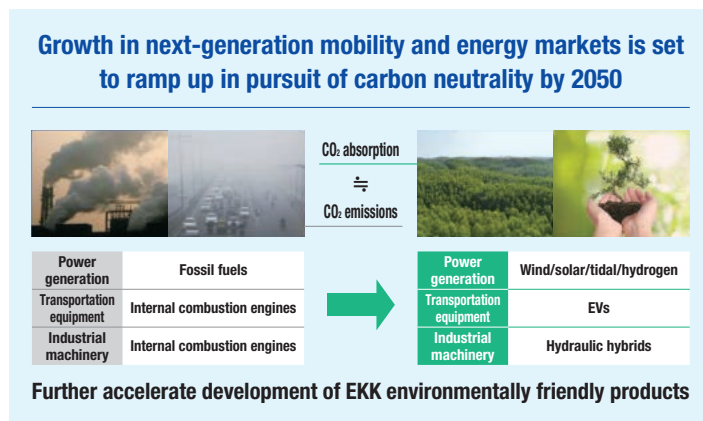 Growth in next-generation mobility and energy markets is set
to ramp up in pursuit of carbon neutrality by 2050
CO₂ absorption
≒
CO₂ emissions
Power
generation
Fossil fuels
Transportation
equipment
Internal combustion engines
Industrial
machinery
Internal combustion engines
Power
generation
Wind/solar/tidal/hydrogen
Transportation
equipment
EVs
Industrial
machinery
Hydraulic hybrids
Further accelerate development of EKK environmentally friendly products